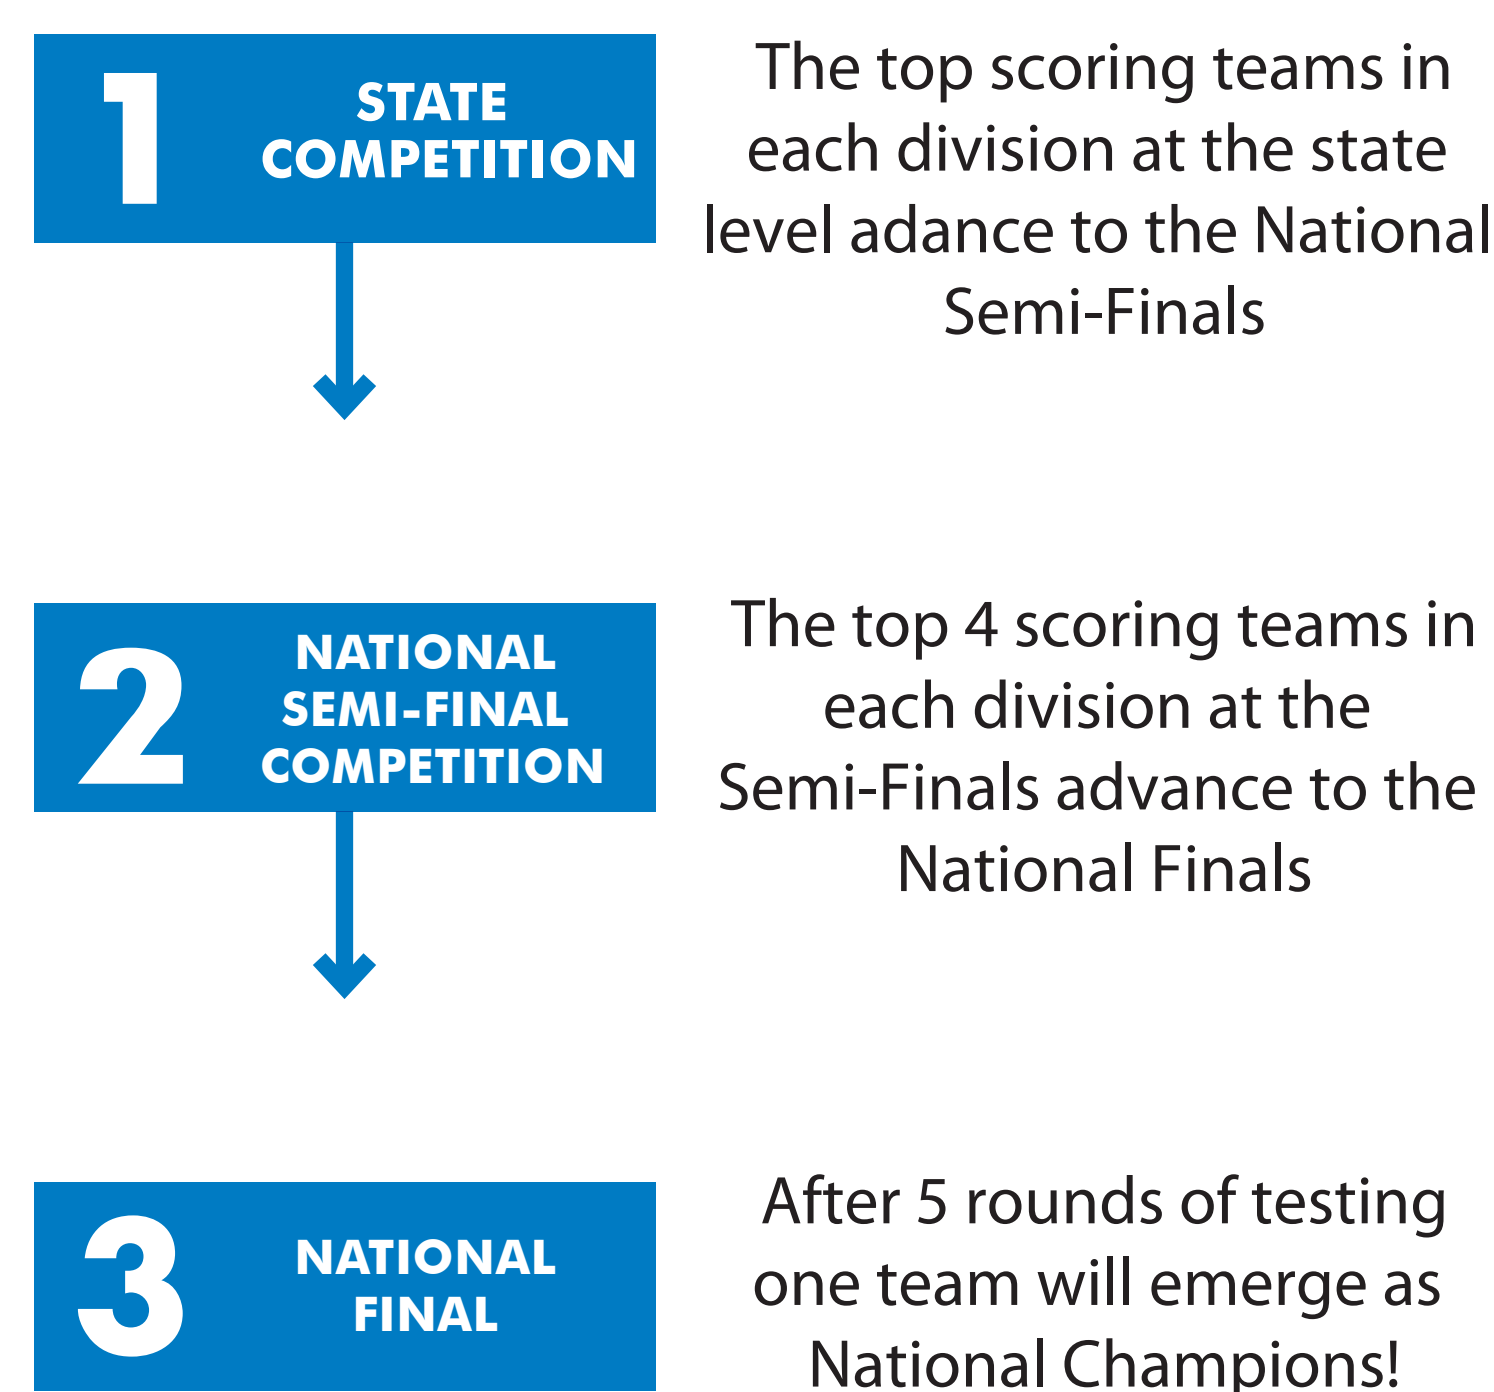 1
STATE
COMPETITION
The top scoring teams in
each division at the state
level adance to the National
Semi-Finals
2
NATIONAL
SEMI-FINAL
COMPETITION
The top 4 scoring teams in
each division at the
Semi-Finals advance to the
National Finals
3
NATIONAL
FINAL
After 5 rounds of testing
one team will emerge as
National Champions!